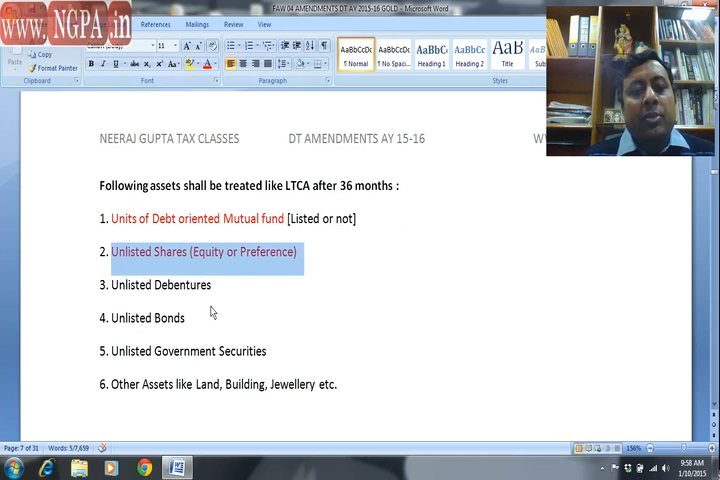 FAW 04 AMENDMENTS DT AY 2015-16 GOLD - Microsoft Word
www.NGPA.in
References Mailings Review View
Copy
Paste
Format Painter
Clipboard
11
Font
Paragraph
AaBbCcDc AaBbCcDc AaBbC AaBbCc AaB AaB
¶ Normal ¶ No Spaci... Heading 1 Heading 2 Title
Styles
NEERAJ GUPTA TAX CLASSES DT AMENDMENTS AY 15-16
Following assets shall be treated like LTCA after 36 months :
1. Units of Debt oriented Mutual fund [Listed or not]
2. Unlisted Shares (Equity or Preference)
3. Unlisted Debentures
4. Unlisted Bonds
5. Unlisted Government Securities
6. Other Assets like Land, Building, Jewellery etc.
Page: 7 of 31 Words: 5/7,659
156%
9:58 AM
1/10/2015